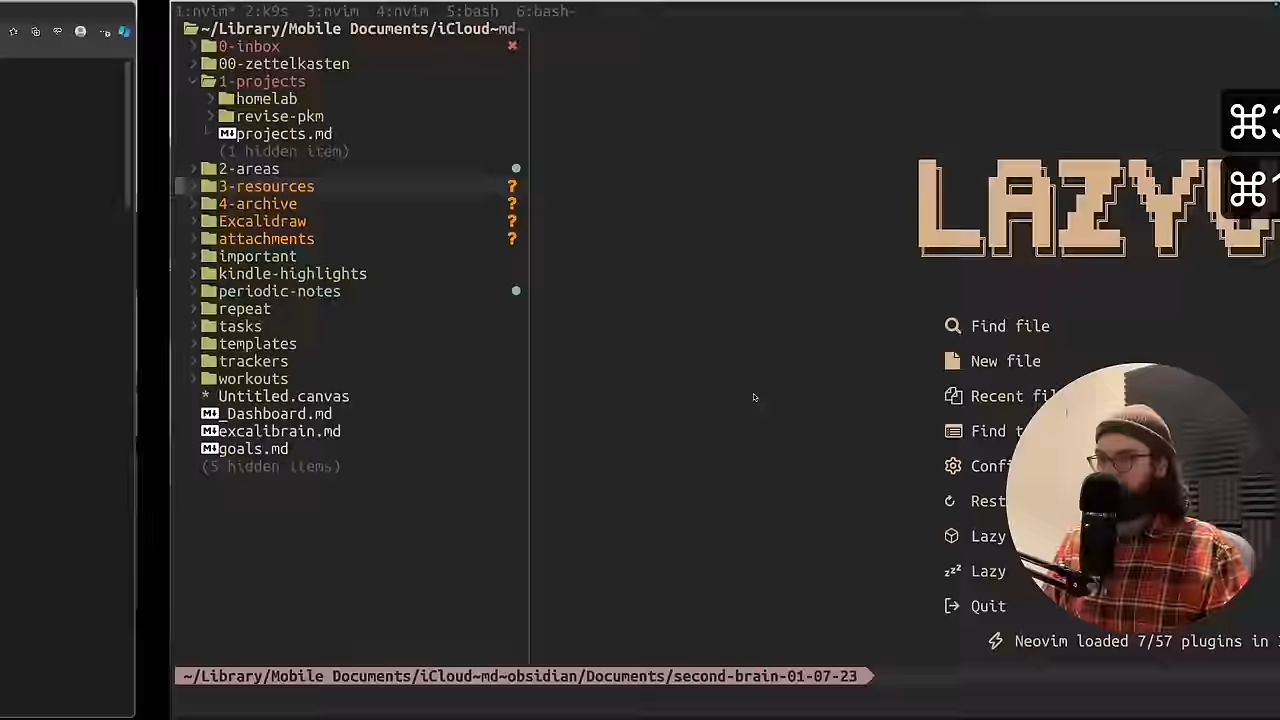 1:nvim* 2:k9s 3:nvim 4:nvim 5:bash 6:bash-
~/Library/Mobile Documents/iCloud~md~
0-inbox
00-zettelkasten
1-projects
homelab
revise-pkm
projects.md
(1 hidden item)
2-areas
3-resources ?
4-archive ?
Excalidraw ?
attachments ?
important
kindle-highlights
periodic-notes
repeat
tasks
templates
trackers
workouts
* Untitled.canvas
_Dashboard.md
excalibrain.md
goals.md
(5 hidden items)
~/Library/Mobile Documents/iCloud~md~obsidian/Documents/second-brain-01-07-23
LAZYV
Find file
New file
Recent fil
Find t
Confi
Rest
Lazy
Lazy
Quit
Neovim loaded 7/57 plugins in